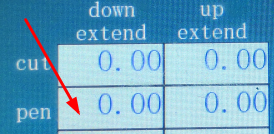 down up
extend extend
cut 0.00 0.00
pen 0.00 0.00